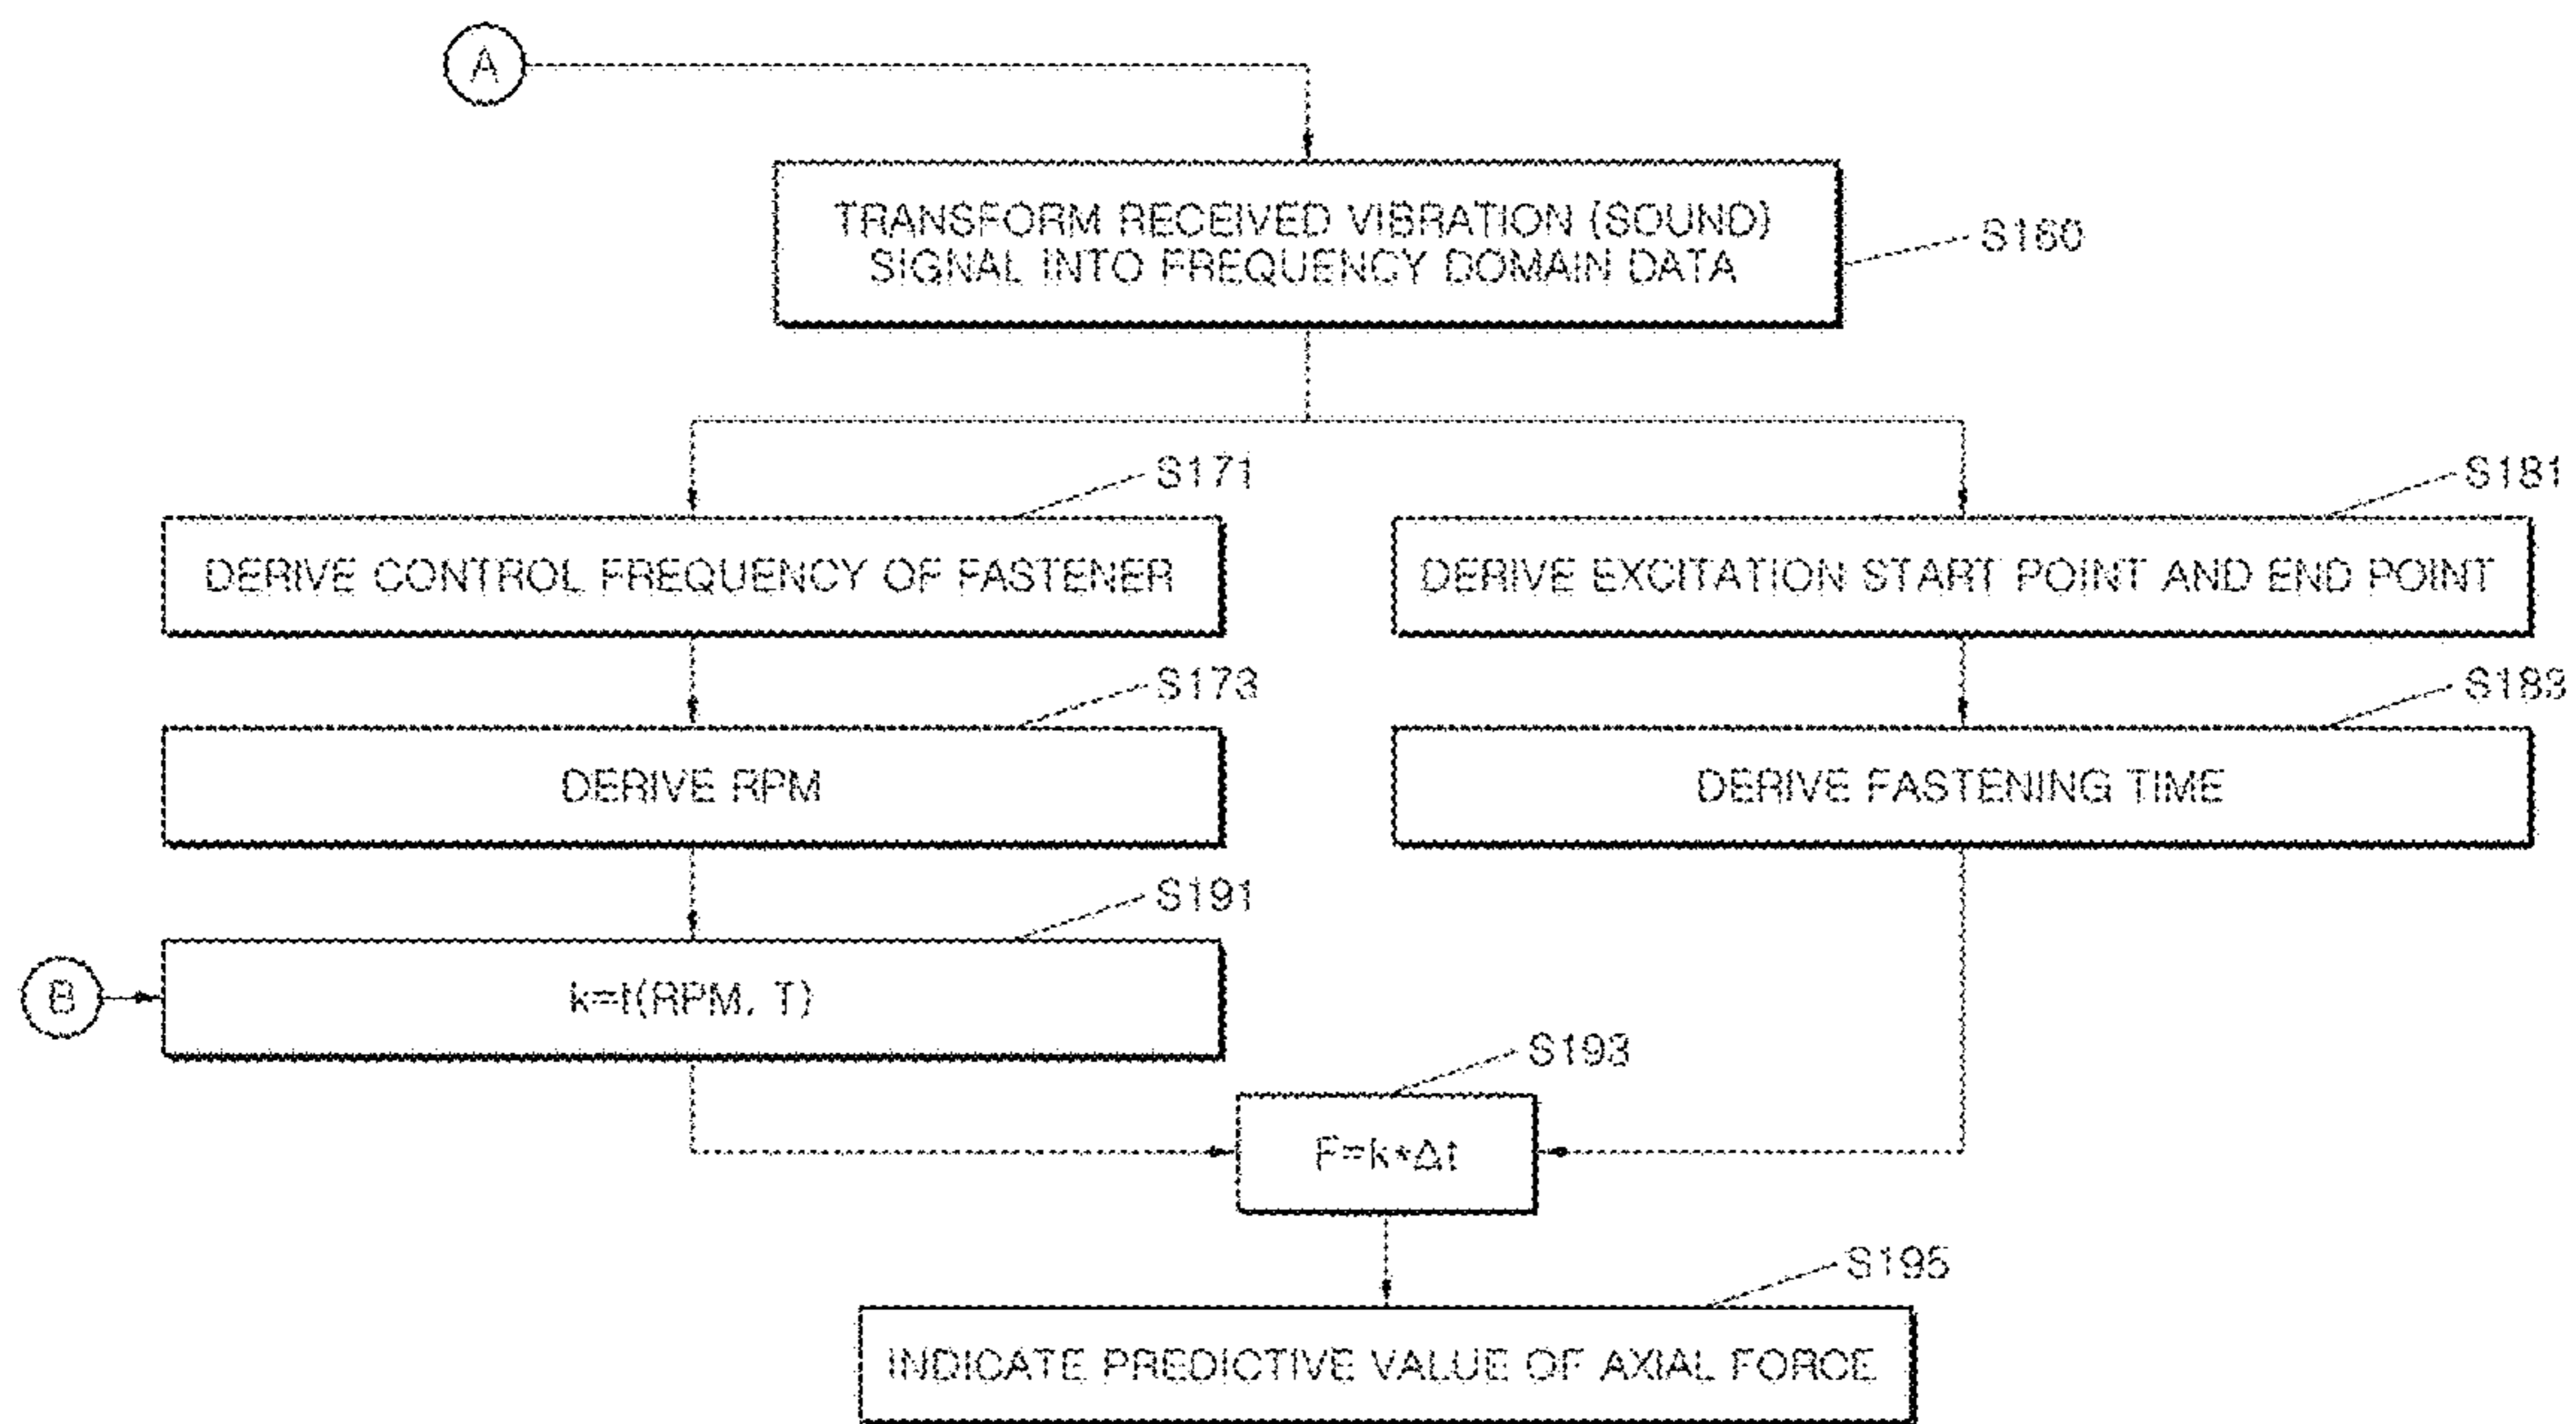 A
TRANSFORM RECEIVED VIBRATION (SOUND)
SIGNAL INTO FREQUENCY DOMAIN DATA
S160
S171
S181
DERIVE CONTROL FREQUENCY OF FASTENER
DERIVE EXCITATION START POINT AND END POINT
S173
S183
DERIVE RPM
DERIVE FASTENING TIME
S191
B
k=f(RPM, T)
S193
F=k*Δt
S195
INDICATE PREDICTIVE VALUE OF AXIAL FORCE